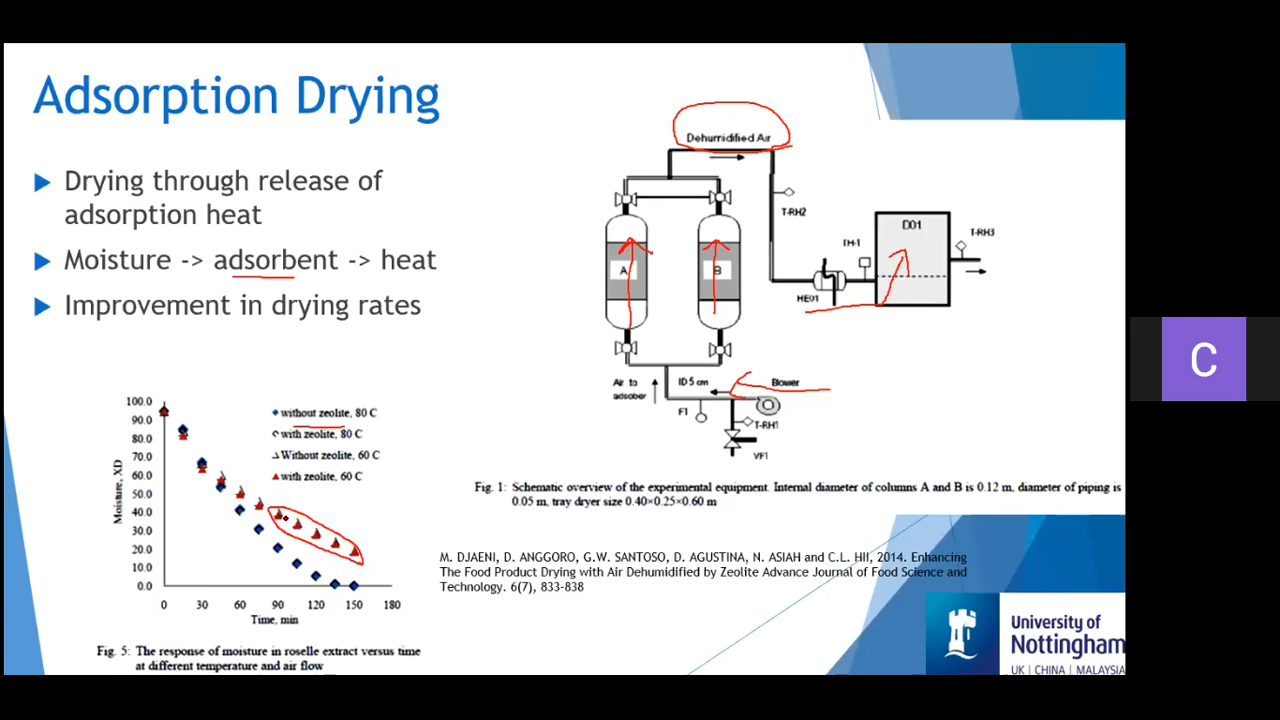 Adsorption Drying
Drying through release of
adsorption heat
Moisture -> adsorbent -> heat
Improvement in drying rates
Dehumidified Air
T-RH2
A
B
TH-1
D01
T-RH3
HE01
Air to
adsober
ID 5 cm
Blower
F1
T-RH1
VF1
Fig. 1: Schematic overview of the experimental equipment. Internal diameter of columns A and B is 0.12 m, diameter of piping is
0.05 m, tray dryer size 0.40×0.25×0.60 m
100.0
90.0
80.0
70.0
60.0
50.0
40.0
30.0
20.0
10.0
0.0
Moisture, XD
without zeolite, 80 C
with zeolite, 80 C
Without zeolite, 60 C
with zeolite, 60 C
0 30 60 90 120 150 180
Time, min
Fig. 5: The response of moisture in roselle extract versus time
at different temperature and air flow
M. DJAENI, D. ANGGORO, G.W. SANTOSO, D. AGUSTINA, N. ASIAH and C.L. HII, 2014. Enhancing
The Food Product Drying with Air Dehumidified by Zeolite Advance Journal of Food Science and
Technology. 6(7), 833-838
University of
Nottingham
UK | CHINA | MALAYSIA
C